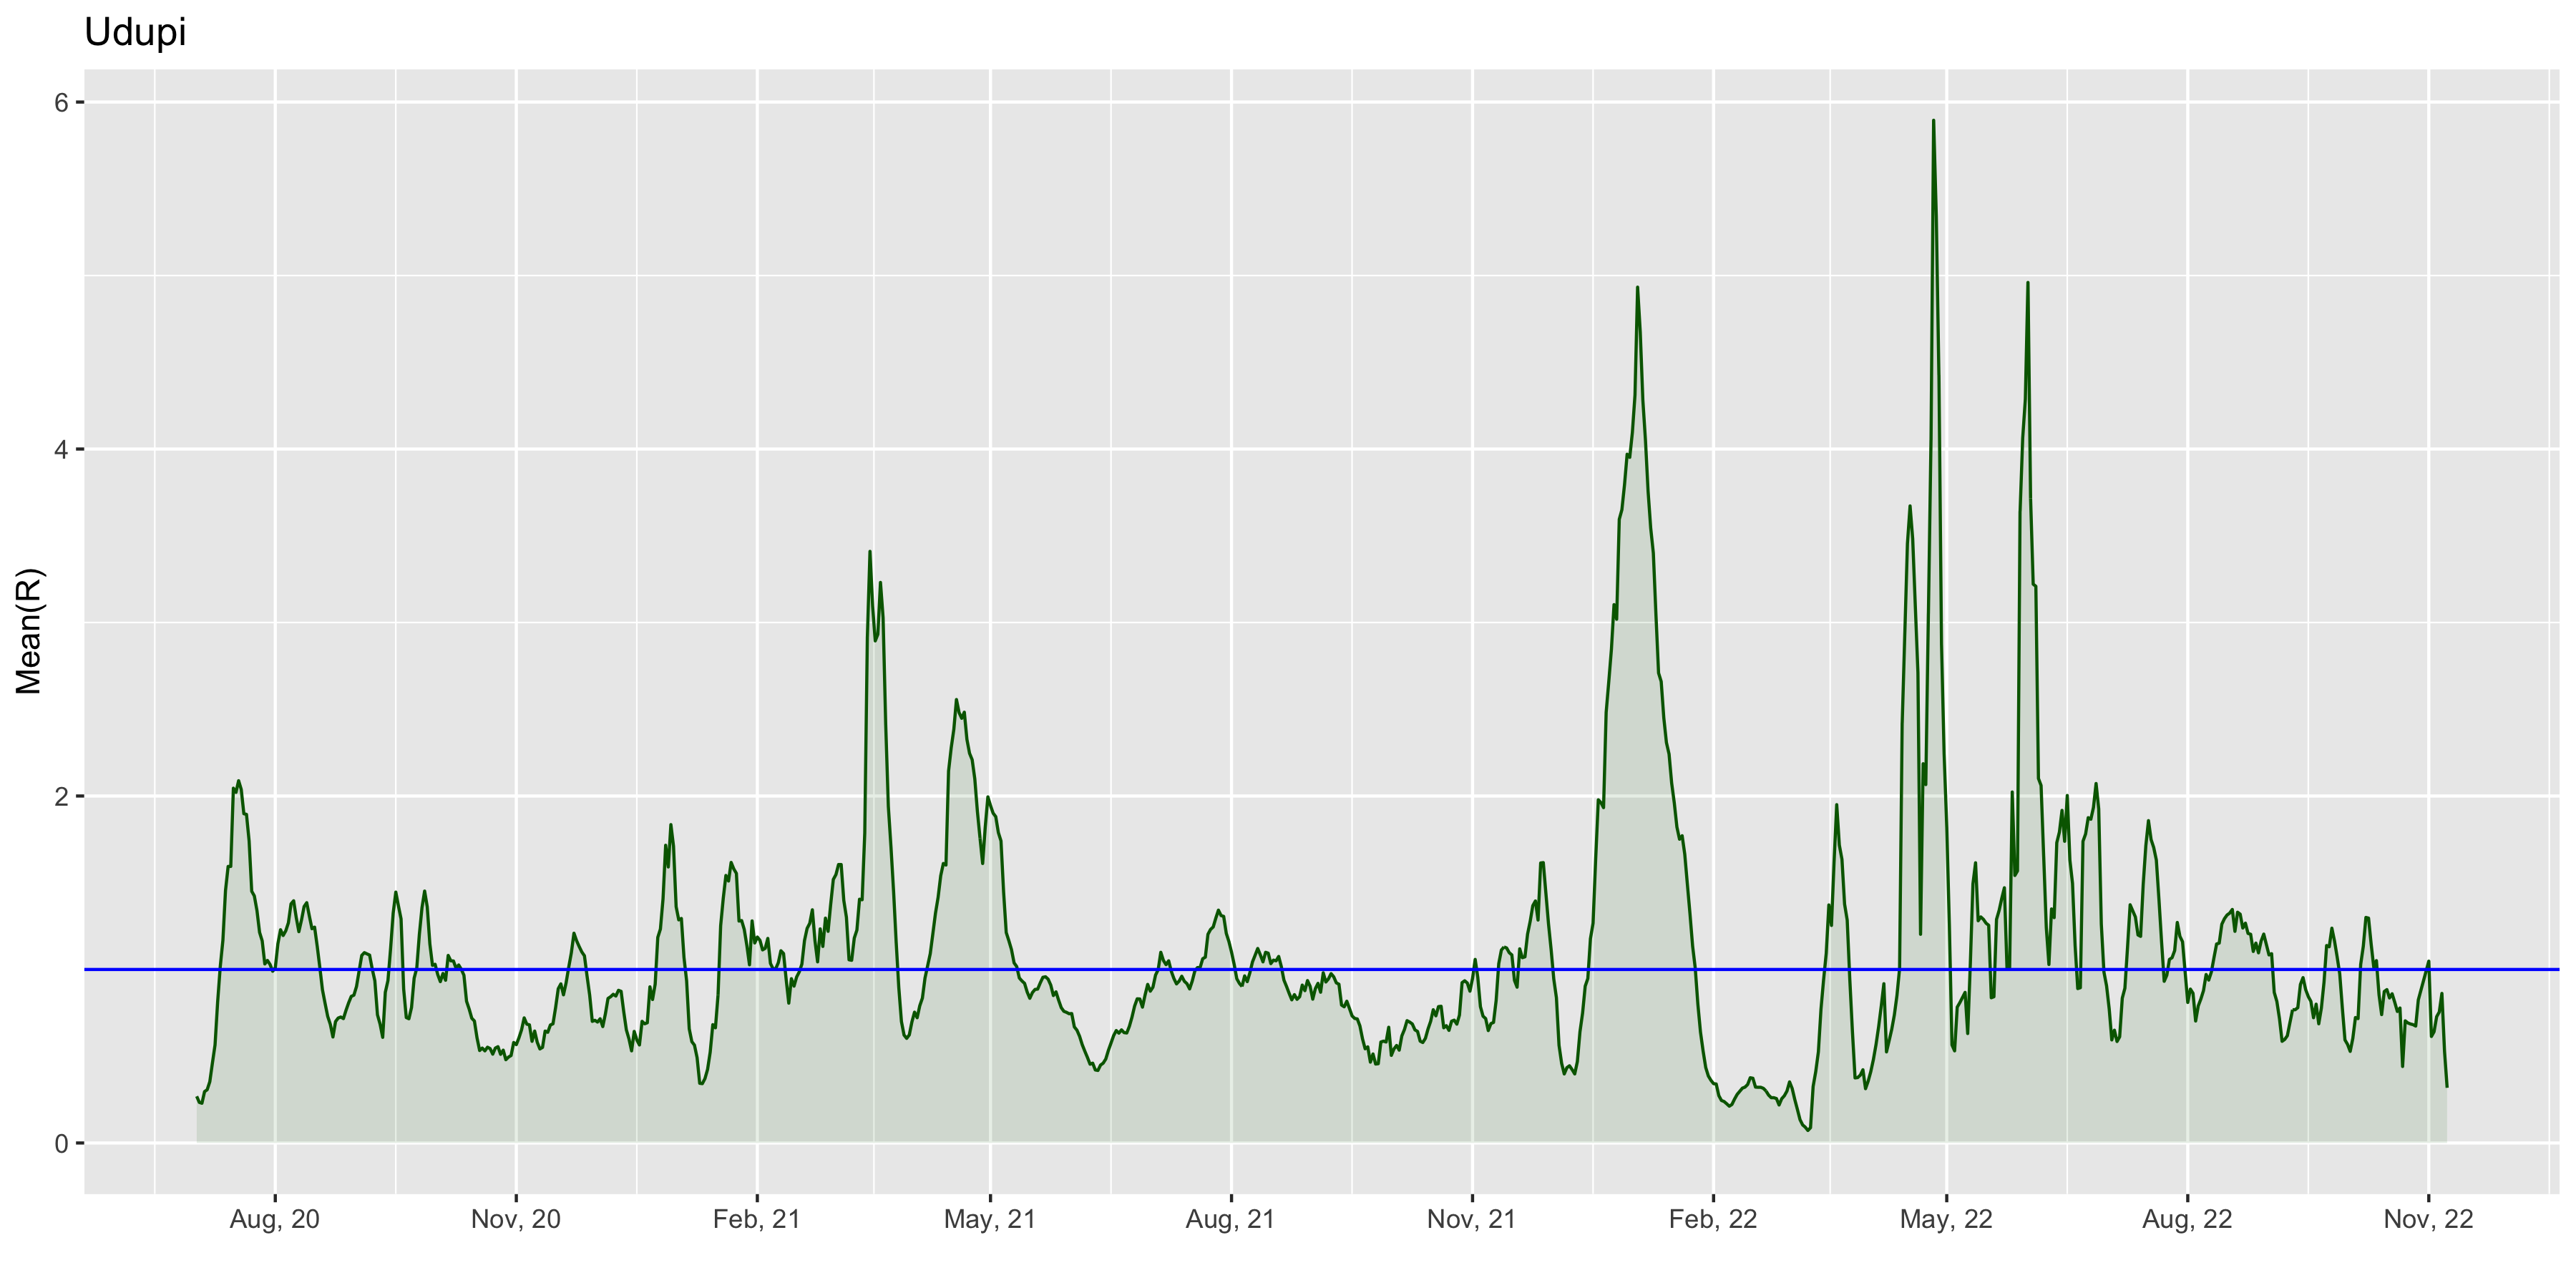 Udupi
Mean(R)
6
4
2
0
Aug, 20
Nov, 20
Feb, 21
May, 21
Aug, 21
Nov, 21
Feb, 22
May, 22
Aug, 22
Nov, 22